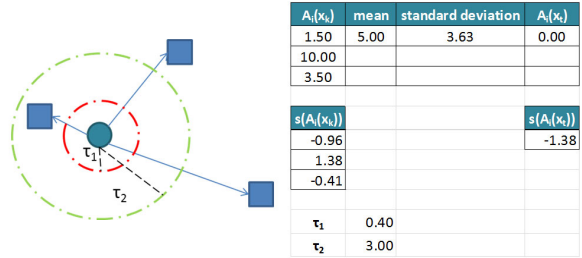 τ1
τ2
Ai(xk) mean standard deviation Ai(xt)
1.50 5.00 3.63 0.00
10.00
3.50
s(Ai(xk)) s(Ai(xt))
-0.96 -1.38
1.38
-0.41
τ1 0.40
τ2 3.00